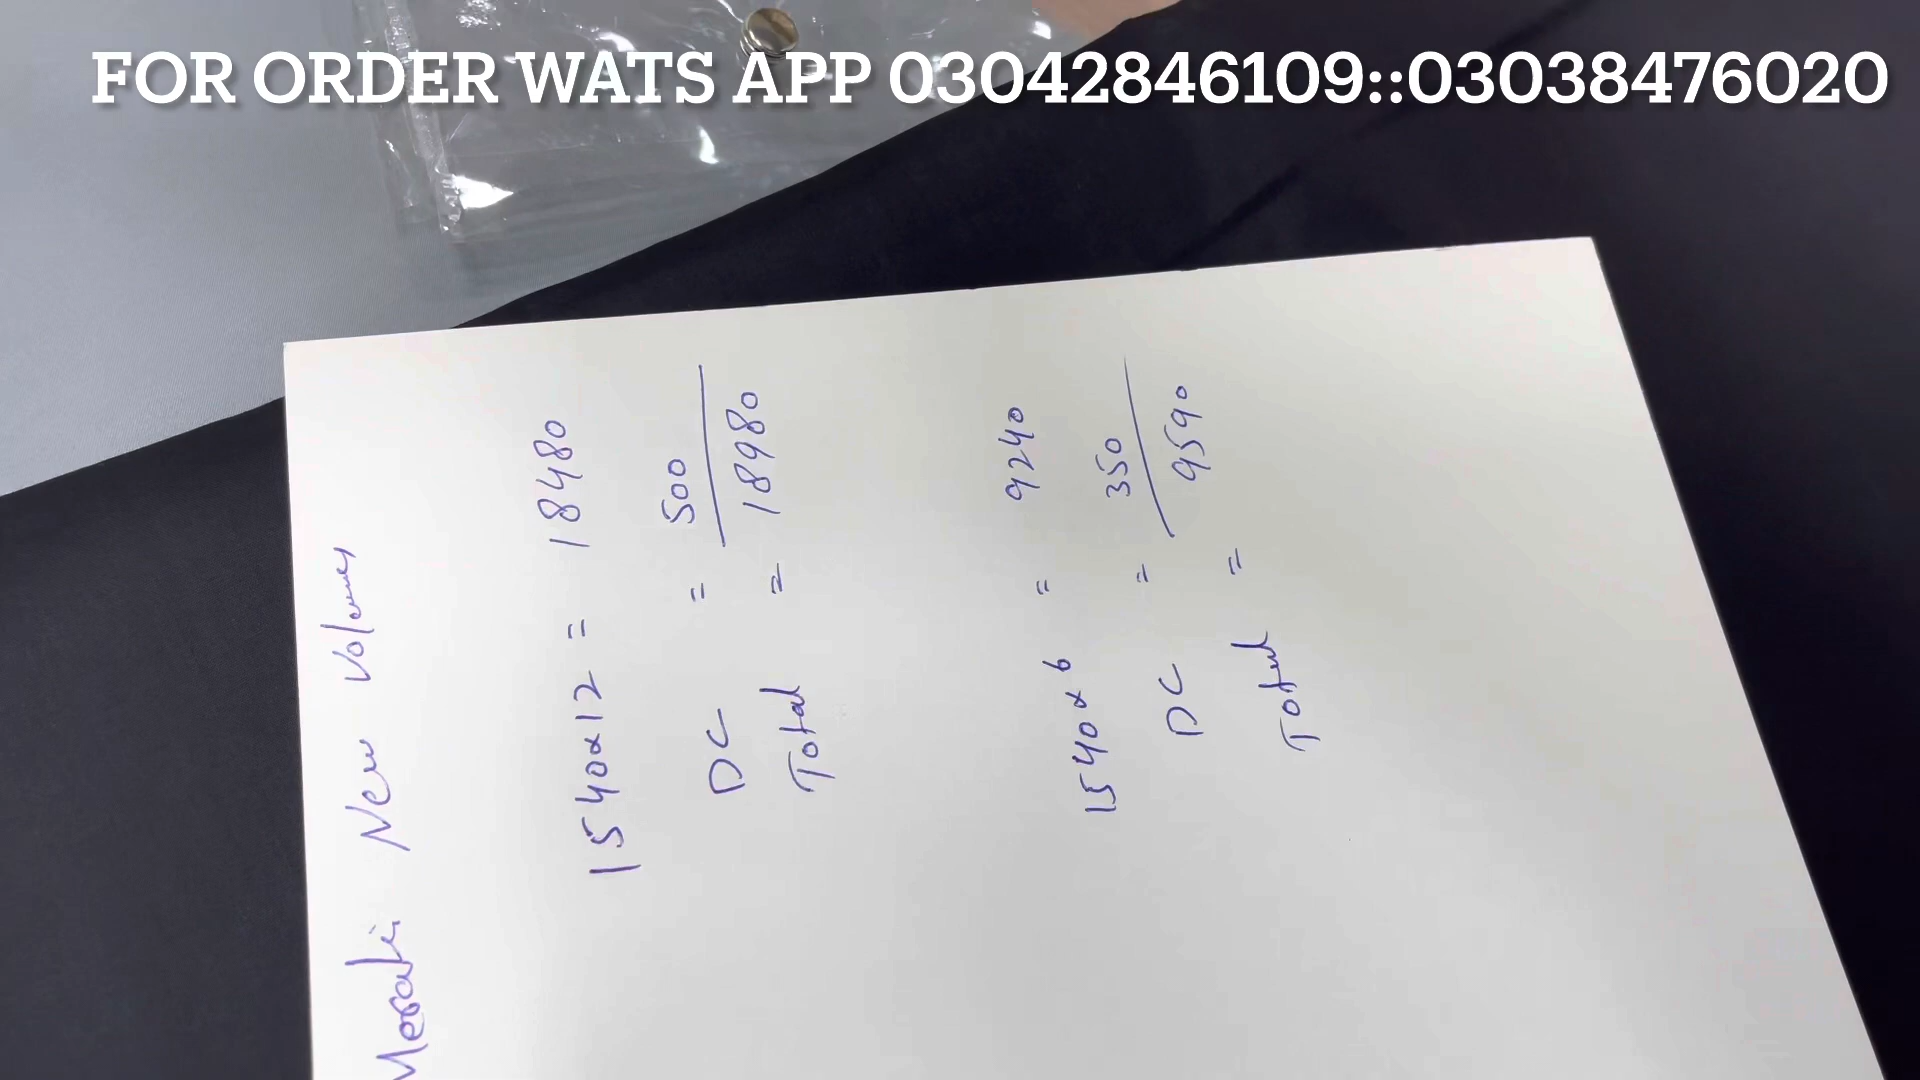 FOR ORDER WATS APP 03042846109::03038476020
New Volume
1540x12 = 18480
DC = 500
Total = 18980
1540x6 = 9240
DC = 350
Total = 9590